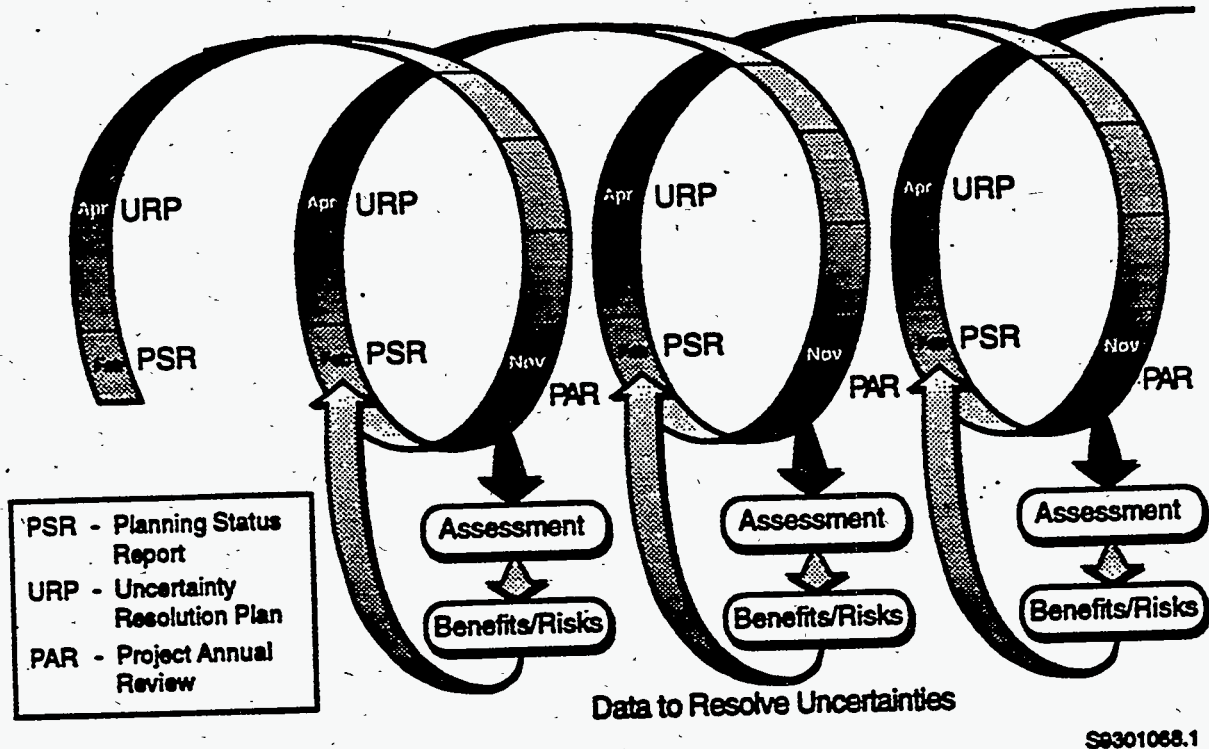 Apr URP
Apr URP
Apr URP
Apr URP
PSR
PSR
PSR
PSR
Nov
Nov
Nov
PAR
PAR
PAR
Assessment
Assessment
Assessment
Benefits/Risks
Benefits/Risks
Benefits/Risks
PSR - Planning Status
Report
URP - Uncertainty
Resolution Plan
PAR - Project Annual
Review
Data to Resolve Uncertainties
S9301068.1